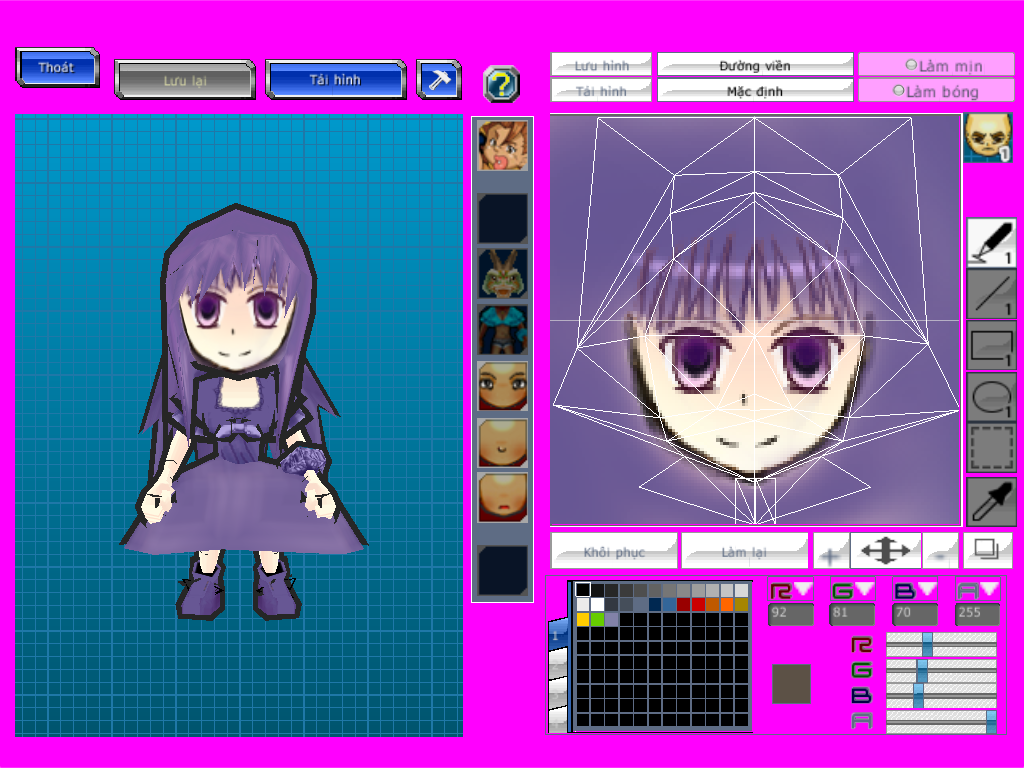 Thoát
Lưu lại
Tải hình
?
Lưu hình
Đường viền
Làm mịn
Tải hình
Mặc định
Làm bóng
1
1
1
1
1
Khôi phục
Làm lại
+
-
R G B A
92 81 70 255
1
R
G
B
A